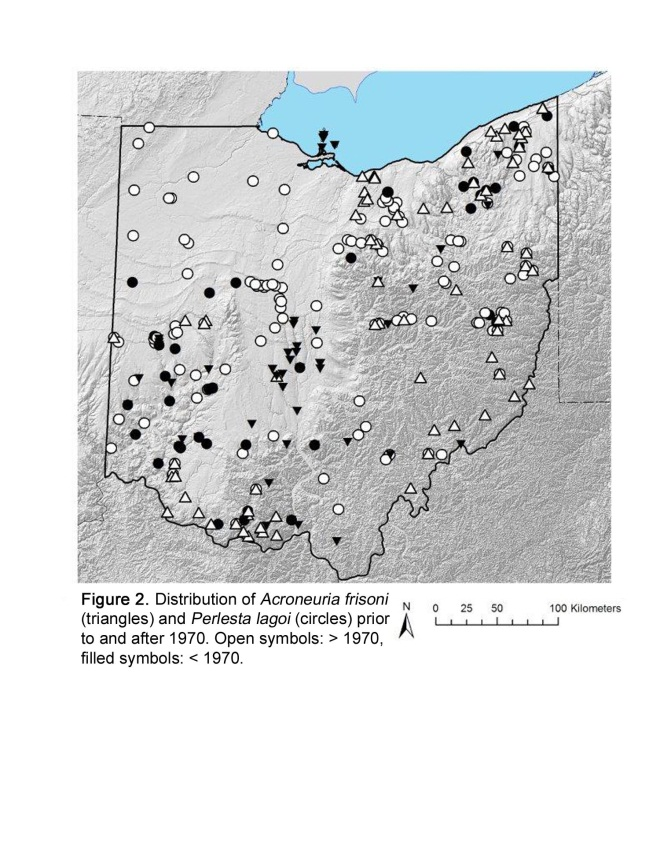 Figure 2. Distribution of Acroneuria frisoni
(triangles) and Perlesta lagoi (circles) prior
to and after 1970. Open symbols: > 1970,
filled symbols: < 1970.
N
0 25 50 100 Kilometers